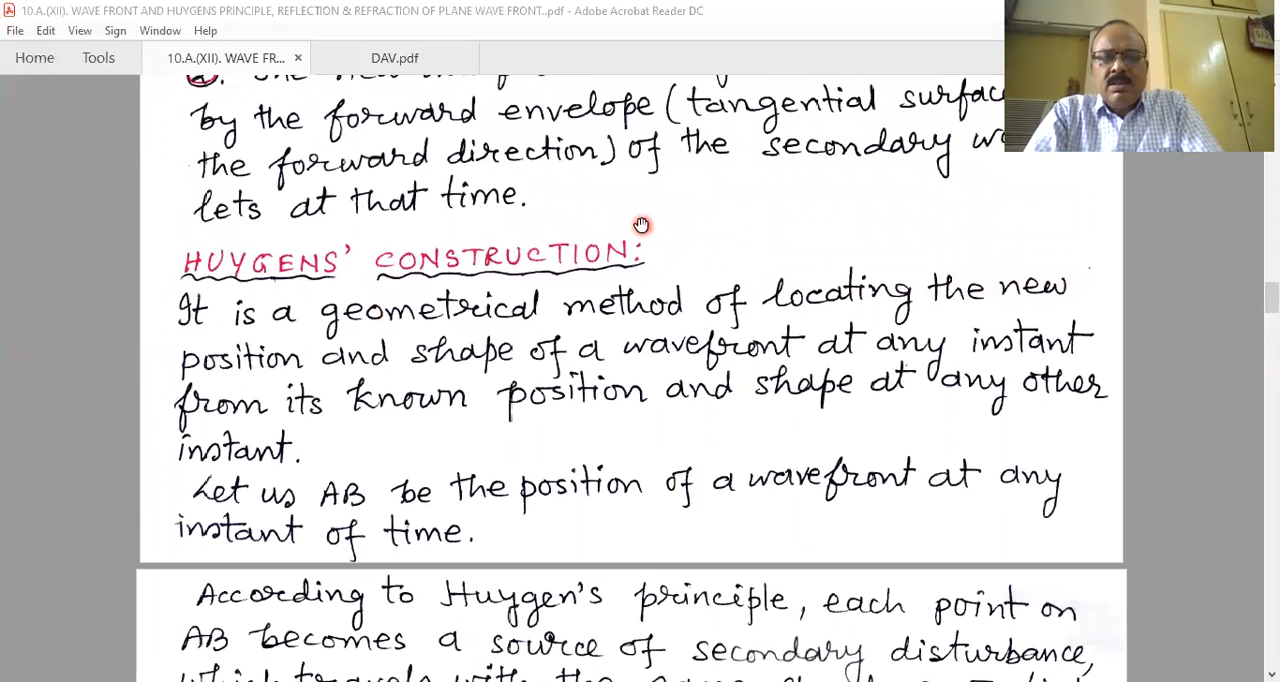 10.A.(XII). WAVE FRONT AND HUYGENS PRINCIPLE, REFLECTION & REFRACTION OF PLANE WAVE FRONT..pdf - Adobe Acrobat Reader DC
File Edit View Sign Window Help
Home Tools 10.A.(XII). WAVE FR... × DAV.pdf
by the forward envelope (tangential surfac
the forward direction) of the secondary w
lets at that time.
HUYGENS' CONSTRUCTION:
It is a geometrical method of locating the new
position and shape of a wavefront at any instant
from its known position and shape at any other
instant.
Let us AB be the position of a wavefront at any
instant of time.
According to Huygen's principle, each point on
AB becomes a source of secondary disturbance,